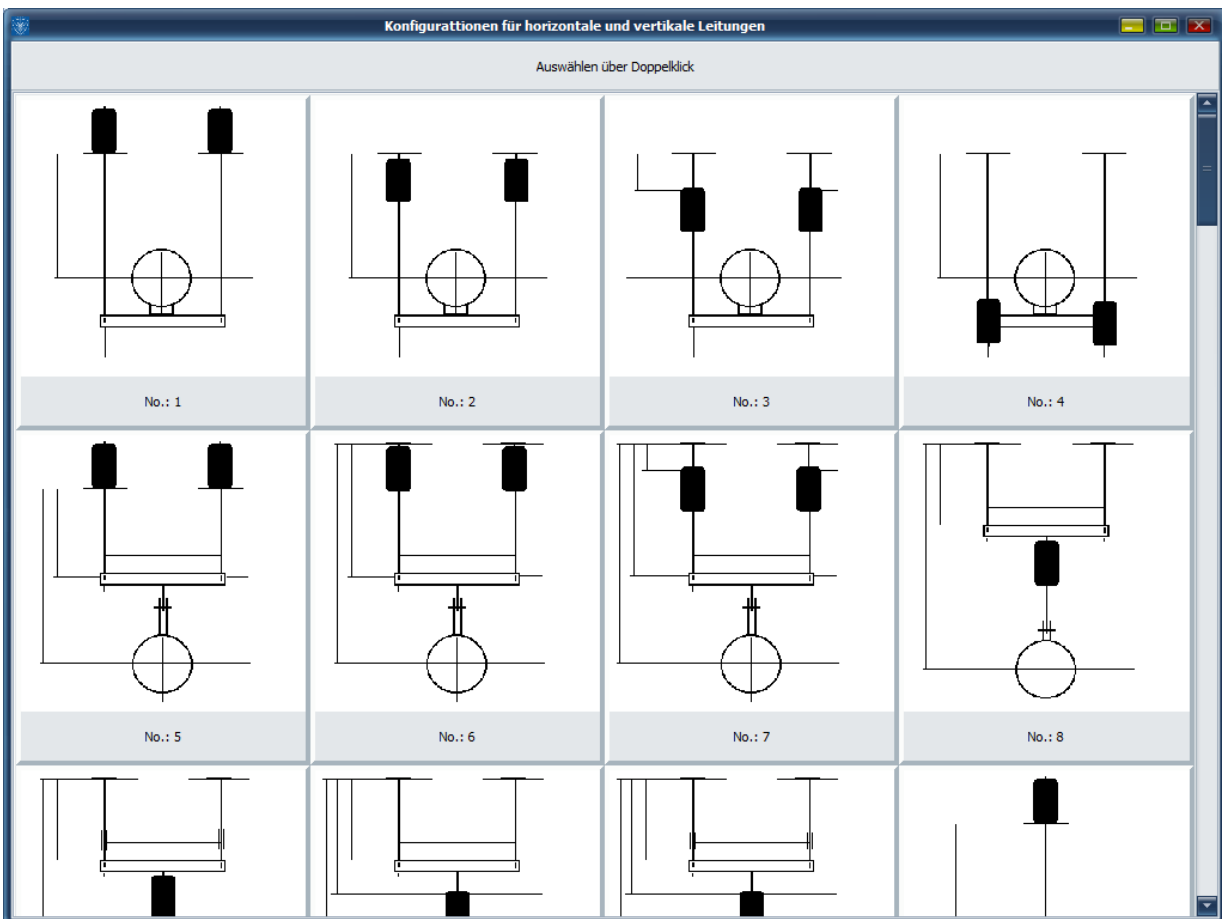 Konfigurattionen für horizontale und vertikale Leitungen
Auswählen über Doppelklick
No.: 1
No.: 2
No.: 3
No.: 4
No.: 5
No.: 6
No.: 7
No.: 8